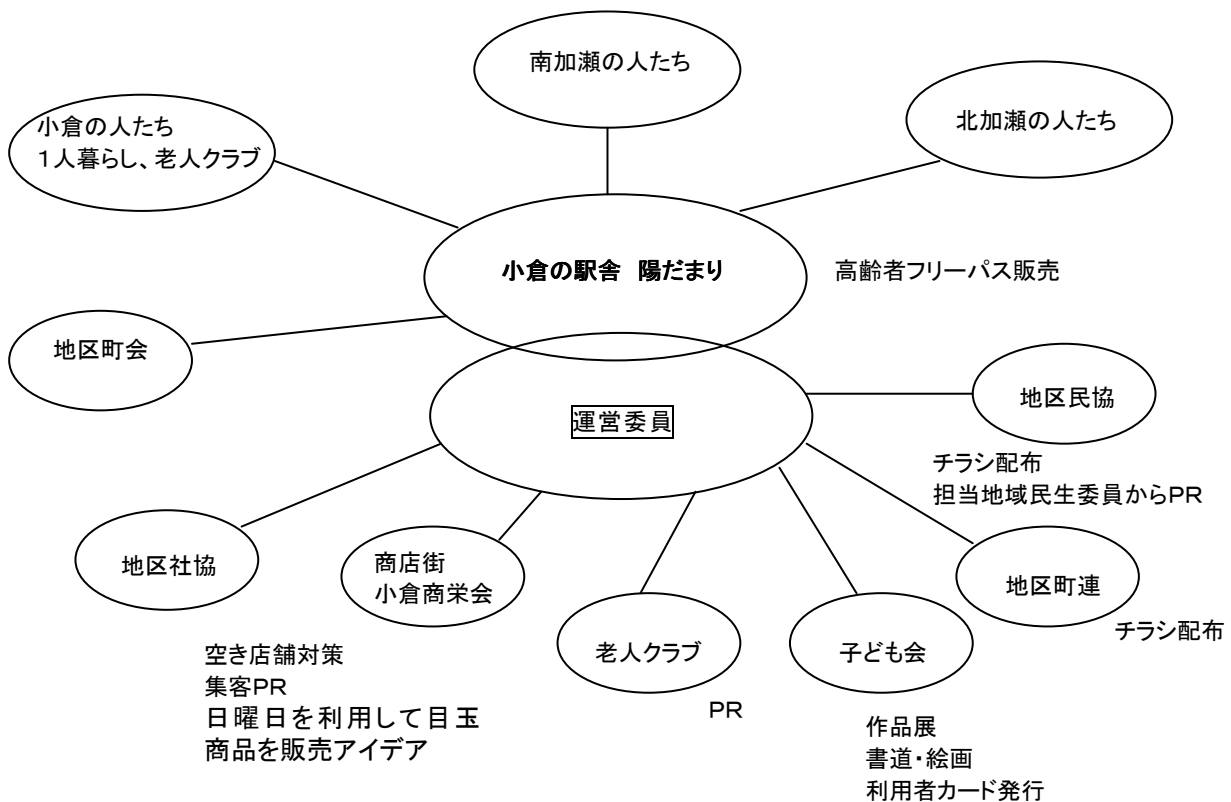 南加瀬の人たち
北加瀬の人たち
小倉の人たち
1人暮らし、老人クラブ
小倉の駅舎 陽だまり
高齢者フリーパス販売
地区町会
運営委員
地区民協
チラシ配布
担当地域民生委員からPR
地区社協
商店街
小倉商栄会
地区町連
チラシ配布
老人クラブ
子ども会
空き店舗対策
集客PR
日曜日を利用して目玉
商品を販売アイデア
PR
作品展
書道・絵画
利用者カード発行